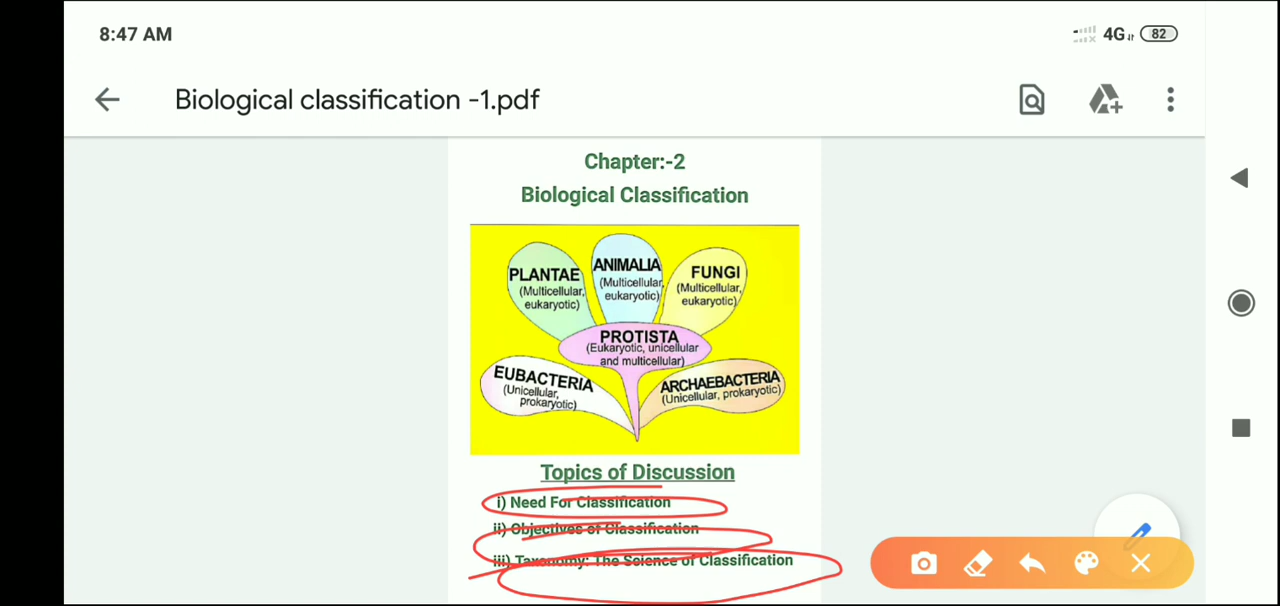 8:47 AM
4G 82
Biological classification -1.pdf
Chapter:-2
Biological Classification
PLANTAE
(Multicellular,
eukaryotic)
ANIMALIA
(Multicellular,
eukaryotic)
FUNGI
(Multicellular,
eukaryotic)
PROTISTA
(Eukaryotic, unicellular
and multicellular)
EUBACTERIA
(Unicellular,
prokaryotic)
ARCHAEBACTERIA
(Unicellular, prokaryotic)
Topics of Discussion
i) Need For Classification
ii) Objectives of Classification
iii) Taxonomy: The Science of Classification